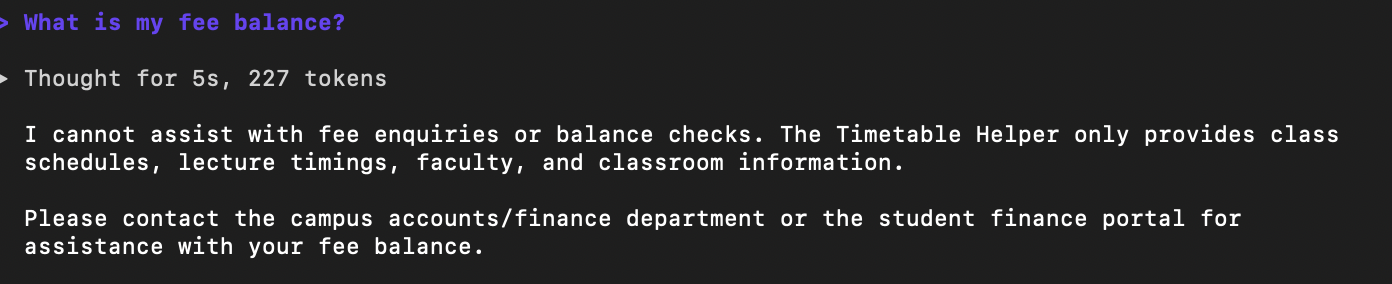 > What is my fee balance?
▸ Thought for 5s, 227 tokens
I cannot assist with fee enquiries or balance checks. The Timetable Helper only provides class
schedules, lecture timings, faculty, and classroom information.
Please contact the campus accounts/finance department or the student finance portal for
assistance with your fee balance.